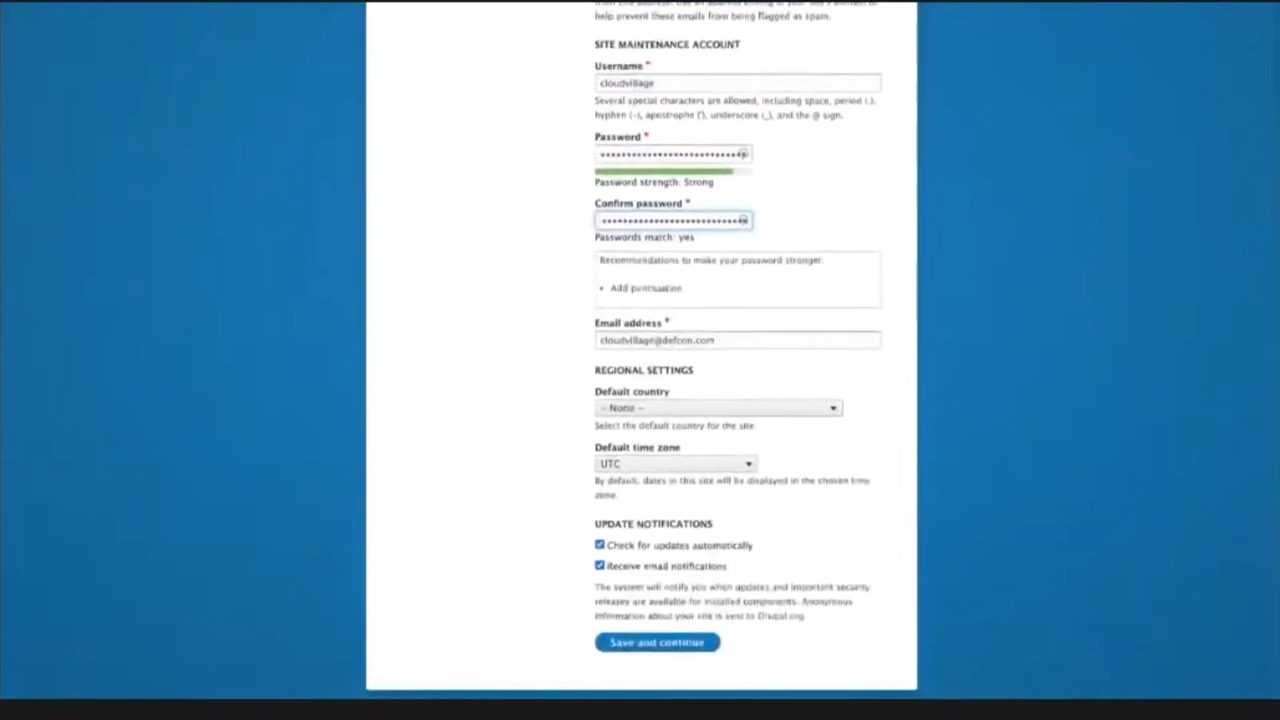 help prevent these emails from being flagged as spam.
SITE MAINTENANCE ACCOUNT
Username *
cloudvillage
Several special characters are allowed, including space, period (.),
hyphen (-), apostrophe ('), underscore (_), and the @ sign.
Password *
Password strength: Strong
Confirm password *
Passwords match: yes
Recommendations to make your password stronger:
• Add punctuation
Email address *
cloudvillage@defcon.com
REGIONAL SETTINGS
Default country
- None -
Select the default country for the site.
Default time zone
UTC
By default, dates in this site will be displayed in the chosen time
zone.
UPDATE NOTIFICATIONS
Check for updates automatically
Receive email notifications
The system will notify you when updates and important security
releases are available for installed components. Anonymous
information about your site is sent to Drupal.org.
Save and continue